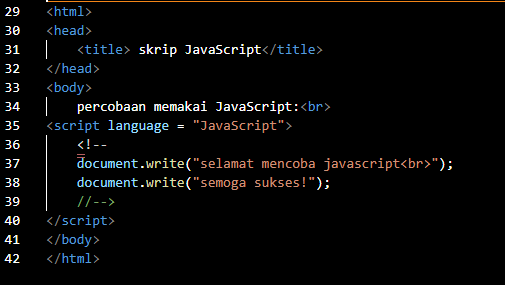 29 <html>
30 <head>
31     <title> skrip JavaScript</title>
32 </head>
33 <body>
34     percobaan memakai JavaScript:<br>
35 <script language = "JavaScript">
36     <!--
37     document.write("selamat mencoba javascript<br>");
38     document.write("semoga sukses!");
39     //-->
40 </script>
41 </body>
42 </html>